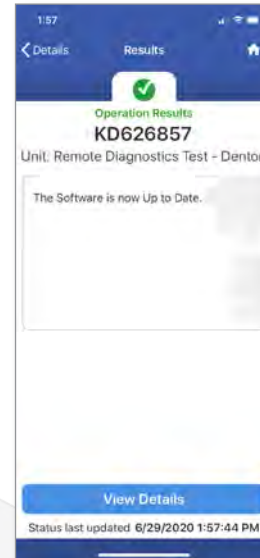 1:57
Details Results
Operation Results
KD626857
Unit: Remote Diagnostics Test - Denton
The Software is now Up to Date.
View Details
Status last updated 6/29/2020 1:57:44 PM